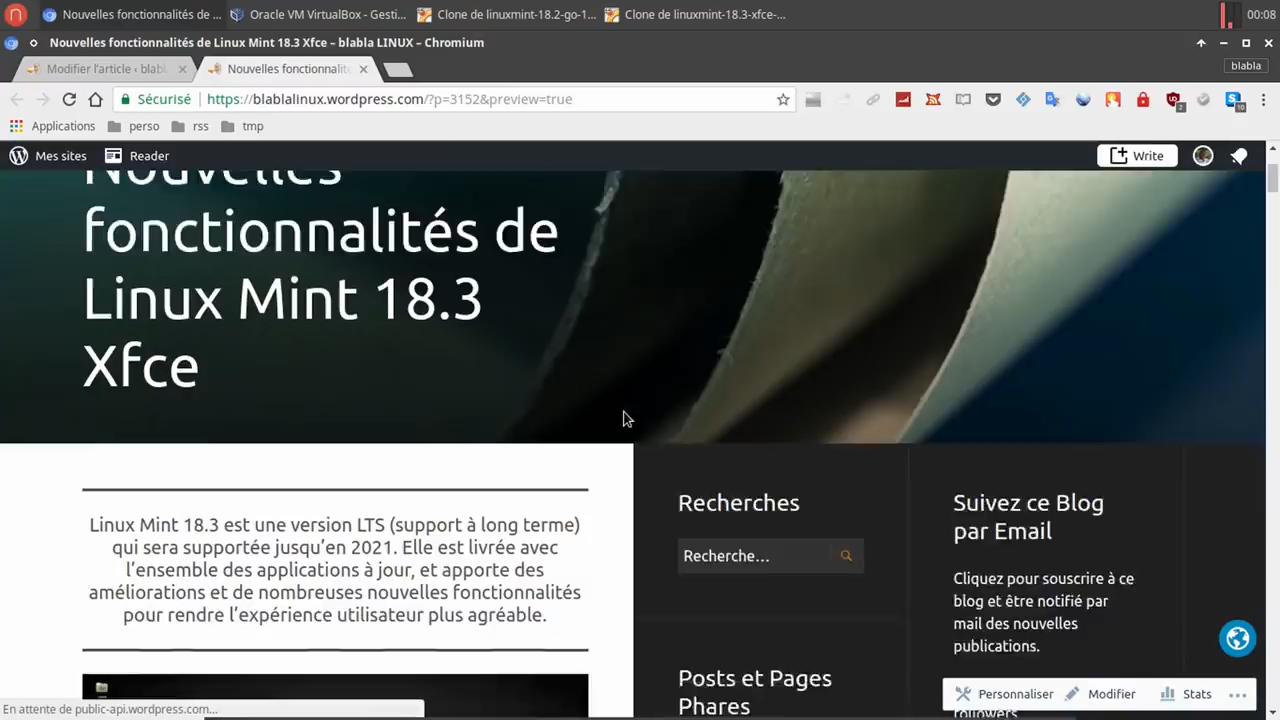 Nouvelles fonctionnalités de ...
Oracle VM VirtualBox - Gesti...
Clone de linuxmint-18.2-go-1...
Clone de linuxmint-18.3-xfce-...
00:08
Nouvelles fonctionnalités de Linux Mint 18.3 Xfce – blabla LINUX – Chromium
Modifier l'article ‹ blabl
Nouvelles fonctionnalité
blabla
Sécurisé
https://blablalinux.wordpress.com/?p=3152&preview=true
2
10
Applications
perso
rss
tmp
Mes sites
Reader
Write
Nouvelles
fonctionnalités de
Linux Mint 18.3
Xfce
Linux Mint 18.3 est une version LTS (support à long terme)
qui sera supportée jusqu'en 2021. Elle est livrée avec
l'ensemble des applications à jour, et apporte des
améliorations et de nombreuses nouvelles fonctionnalités
pour rendre l'expérience utilisateur plus agréable.
Recherches
Recherche...
Posts et Pages
Phares
Suivez ce Blog
par Email
Cliquez pour souscrire à ce
blog et être notifié par
mail des nouvelles
publications.
followers
Personnaliser
Modifier
Stats
En attente de public-api.wordpress.com...